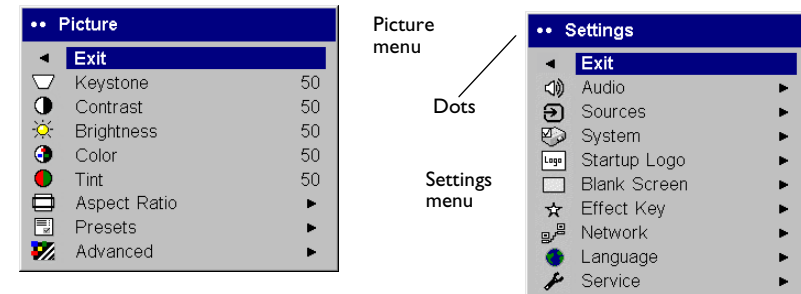 •• Picture
Exit
Keystone 50
Contrast 50
Brightness 50
Color 50
Tint 50
Aspect Ratio
Presets
Advanced
Picture
menu
Dots
Settings
menu
•• Settings
Exit
Audio
Sources
System
Logo Startup Logo
Blank Screen
Effect Key
Network
Language
Service